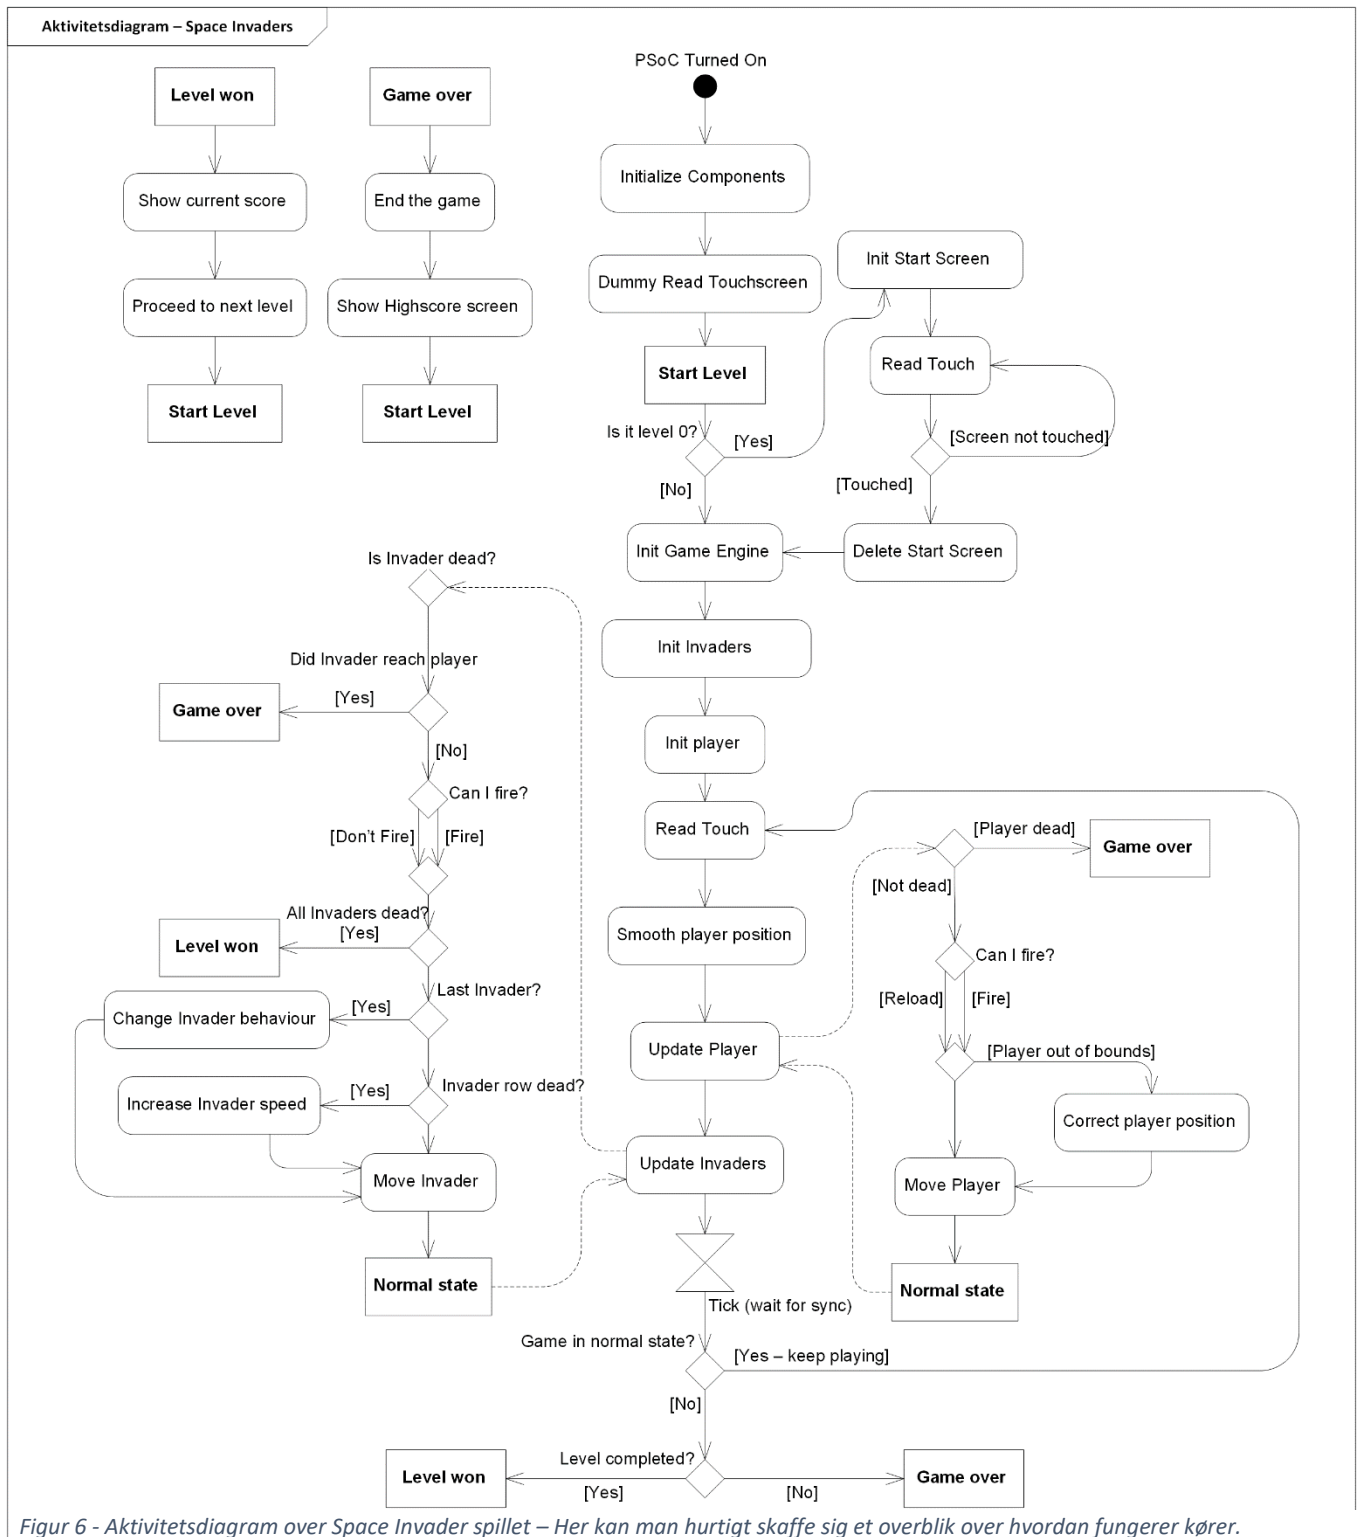 Aktivitetsdiagram – Space Invaders
PSoC Turned On
Level won
Game over
Initialize Components
Show current score
End the game
Init Start Screen
Dummy Read Touchscreen
Proceed to next level
Show Highscore screen
Read Touch
Start Level
Start Level
Start Level
Is it level 0?
[Yes]
[Screen not touched]
[No]
[Touched]
Init Game Engine
Delete Start Screen
Is Invader dead?
Init Invaders
Did Invader reach player
[Yes]
Game over
Init player
[No]
Can I fire?
[Don't Fire]
[Fire]
Read Touch
[Player dead]
Game over
[Not dead]
All Invaders dead?
[Yes]
Level won
Smooth player position
Can I fire?
[Reload]
[Fire]
Last Invader?
[Yes]
Change Invader behaviour
Update Player
[Player out of bounds]
Invader row dead?
[Yes]
Increase Invader speed
Correct player position
Update Invaders
Move Invader
Move Player
Normal state
Normal state
Tick (wait for sync)
Game in normal state?
[Yes – keep playing]
[No]
Level completed?
Level won
[Yes]
[No]
Game over
Figur 6 - Aktivitetsdiagram over Space Invader spillet – Her kan man hurtigt skaffe sig et overblik over hvordan fungerer kører.